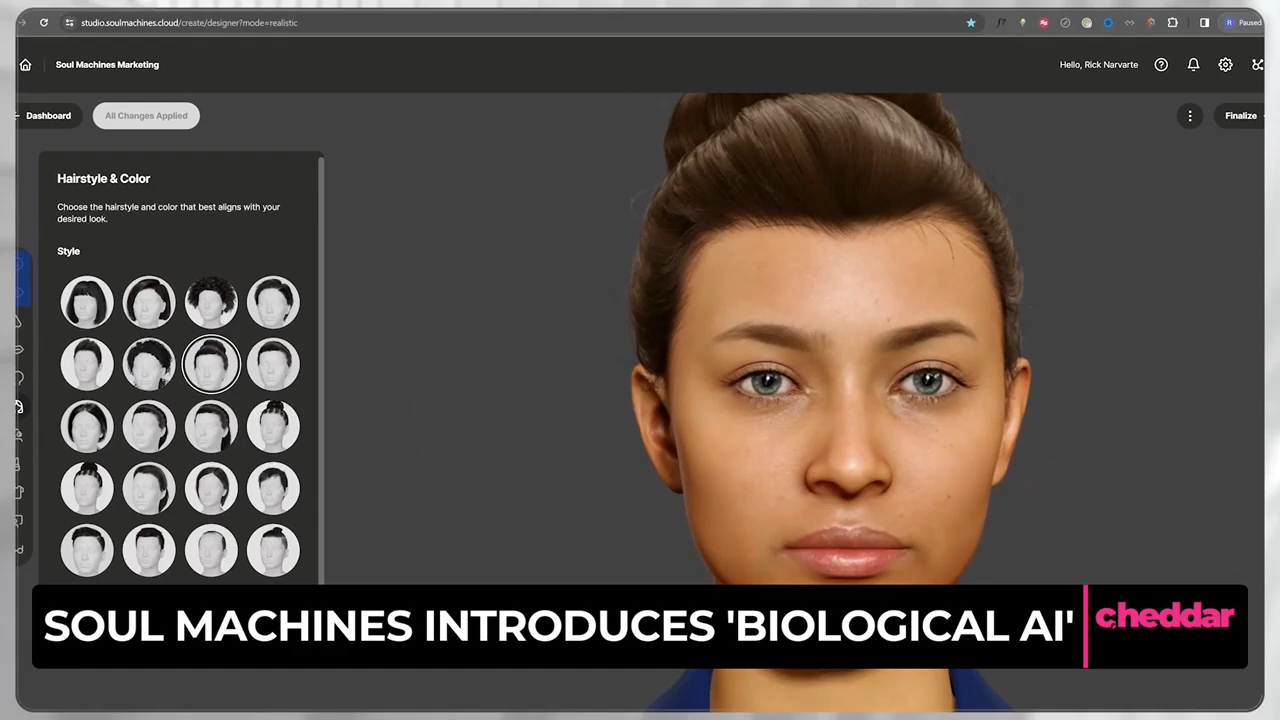 studio.soulmachines.cloud/create/designer?mode=realistic
f?
R Paused
Soul Machines Marketing
Hello, Rick Narvarte
Dashboard
All Changes Applied
Finalize
Hairstyle & Color
Choose the hairstyle and color that best aligns with your
desired look.
Style
SOUL MACHINES INTRODUCES 'BIOLOGICAL AI'
cheddar